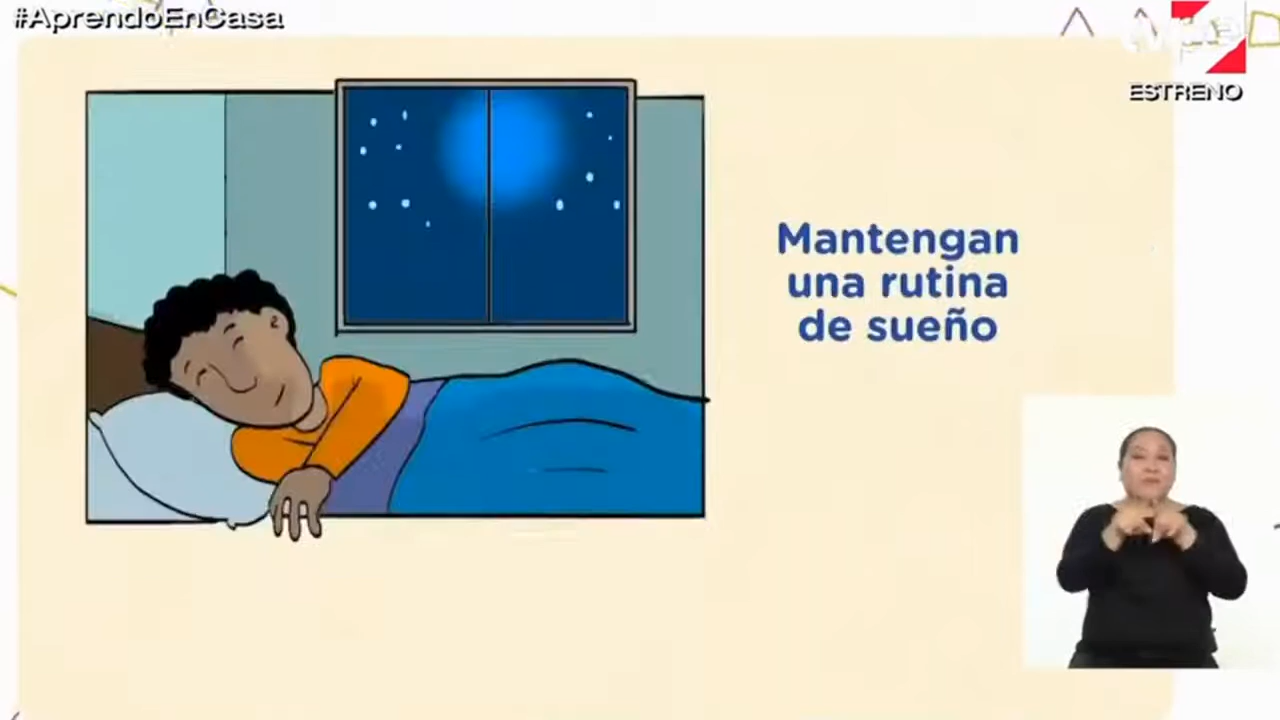 #AprendoEnCasa
ESTRENO
Mantengan
una rutina
de sueño